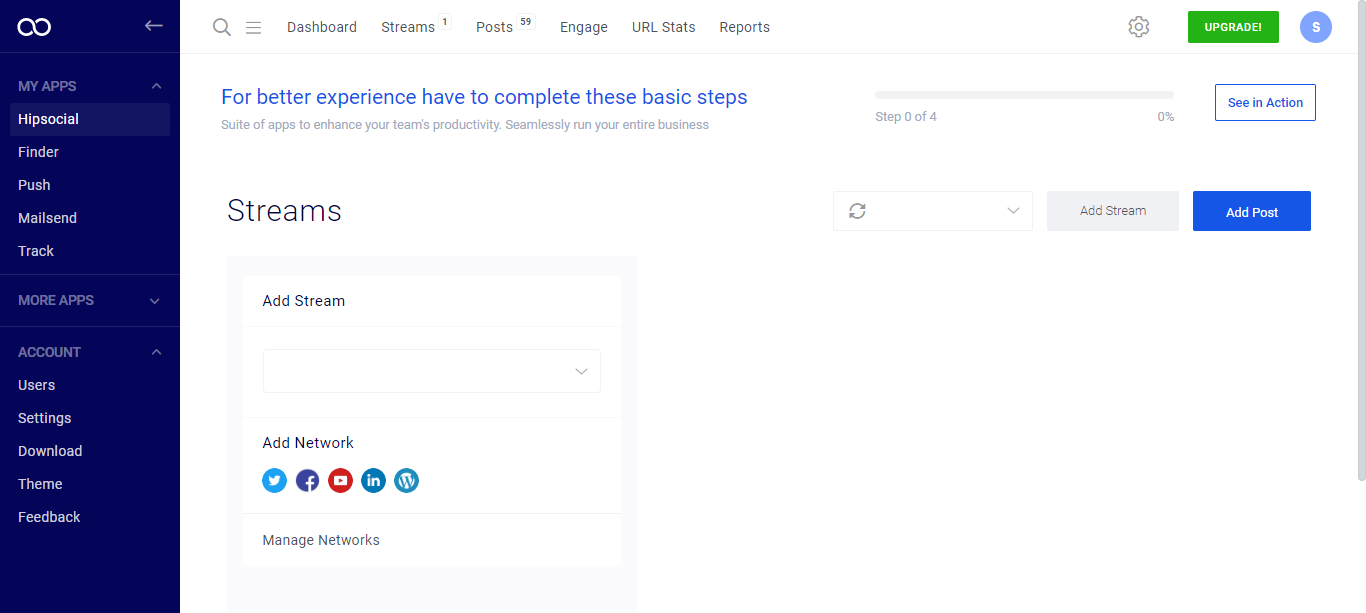 Dashboard
Streams 1
Posts 59
Engage
URL Stats
Reports
UPGRADE!
S
MY APPS
Hipsocial
Finder
Push
Mailsend
Track
MORE APPS
ACCOUNT
Users
Settings
Download
Theme
Feedback
For better experience have to complete these basic steps
Suite of apps to enhance your team's productivity. Seamlessly run your entire business
Step 0 of 4
0%
See in Action
Streams
Add Stream
Add Post
Add Stream
Add Network
Manage Networks